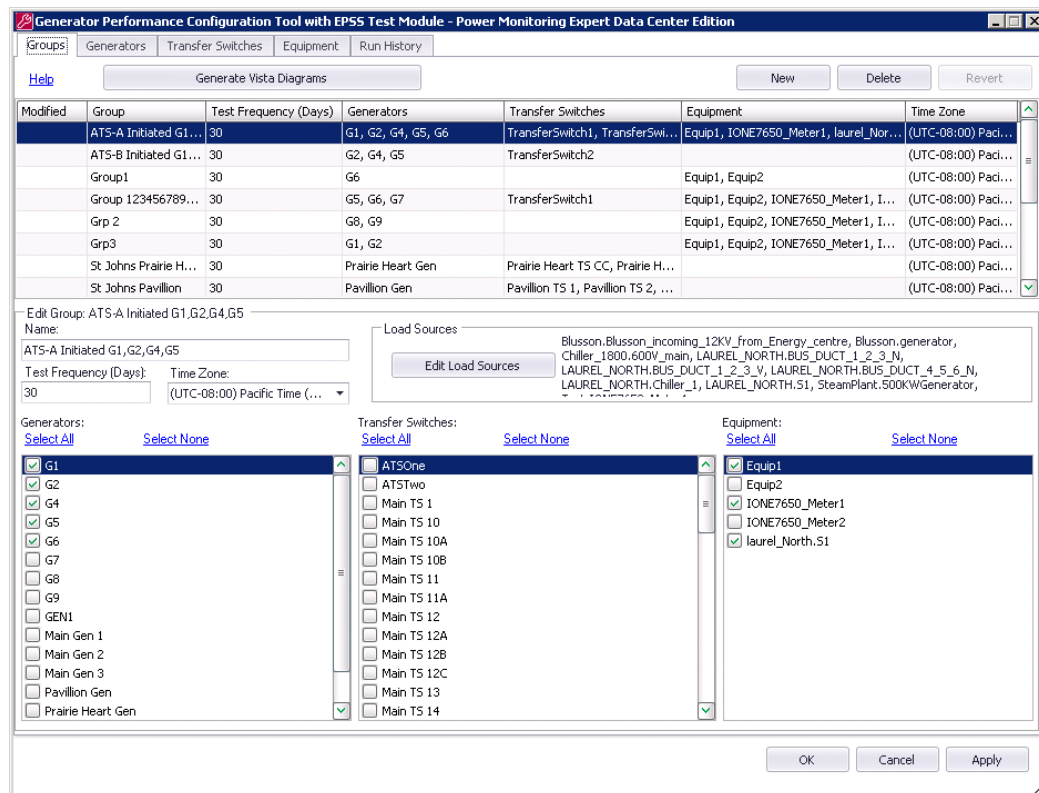 Generator Performance Configuration Tool with EPSS Test Module - Power Monitoring Expert Data Center Edition
Groups Generators Transfer Switches Equipment Run History
Help Generate Vista Diagrams New Delete Revert
Modified Group Test Frequency (Days) Generators Transfer Switches Equipment Time Zone
ATS-A Initiated G1... 30 G1, G2, G4, G5, G6 TransferSwitch1, TransferSwi... Equip1, IONE7650_Meter1, laurel_Nor... (UTC-08:00) Paci...
ATS-B Initiated G1... 30 G2, G4, G5 TransferSwitch2 (UTC-08:00) Paci...
Group1 30 G6 Equip1, Equip2 (UTC-08:00) Paci...
Group 123456789... 30 G5, G6, G7 TransferSwitch1 Equip1, Equip2, IONE7650_Meter1, I... (UTC-08:00) Paci...
Grp 2 30 G8, G9 Equip1, Equip2, IONE7650_Meter1, I... (UTC-08:00) Paci...
Grp3 30 G1, G2 Equip1, Equip2, IONE7650_Meter1, I... (UTC-08:00) Paci...
St Johns Prairie H... 30 Prairie Heart Gen Prairie Heart TS CC, Prairie H... (UTC-08:00) Paci...
St Johns Pavillion 30 Pavillion Gen Pavillion TS 1, Pavillion TS 2, ... (UTC-08:00) Paci...
Edit Group: ATS-A Initiated G1,G2,G4,G5
Name:
ATS-A Initiated G1,G2,G4,G5
Test Frequency (Days): Time Zone:
30 (UTC-08:00) Pacific Time (...
Load Sources
Edit Load Sources
Blusson.Blusson_incoming_12KV_from_Energy_centre, Blusson.generator,
Chiller_1800.600V_main, LAUREL_NORTH.BUS_DUCT_1_2_3_N,
LAUREL_NORTH.BUS_DUCT_1_2_3_V, LAUREL_NORTH.BUS_DUCT_4_5_6_N,
LAUREL_NORTH.Chiller_1, LAUREL_NORTH.S1, SteamPlant.500KWGenerator,
Generators:
Select All Select None
G1
G2
G4
G5
G6
G7
G8
G9
GEN1
Main Gen 1
Main Gen 2
Main Gen 3
Pavillion Gen
Prairie Heart Gen
Transfer Switches:
Select All Select None
ATSOne
ATSTwo
Main TS 1
Main TS 10
Main TS 10A
Main TS 10B
Main TS 11
Main TS 11A
Main TS 12
Main TS 12A
Main TS 12B
Main TS 12C
Main TS 13
Main TS 14
Equipment:
Select All Select None
Equip1
Equip2
IONE7650_Meter1
IONE7650_Meter2
laurel_North.S1
OK Cancel Apply